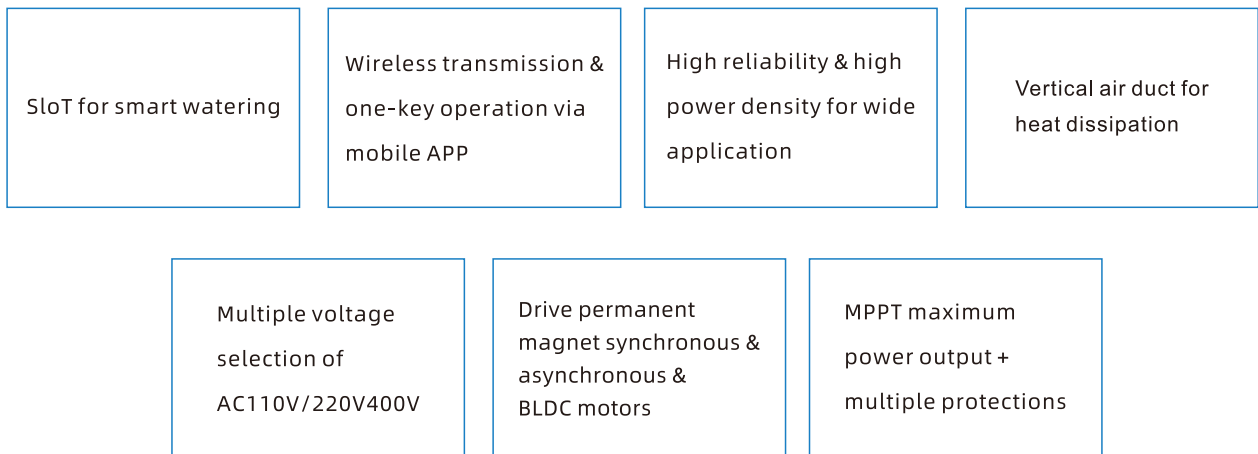 SloT for smart watering
Wireless transmission &
one-key operation via
mobile APP
High reliability & high
power density for wide
application
Vertical air duct for
heat dissipation
Multiple voltage
selection of
AC110V/220V400V
Drive permanent
magnet synchronous &
asynchronous &
BLDC motors
MPPT maximum
power output +
multiple protections